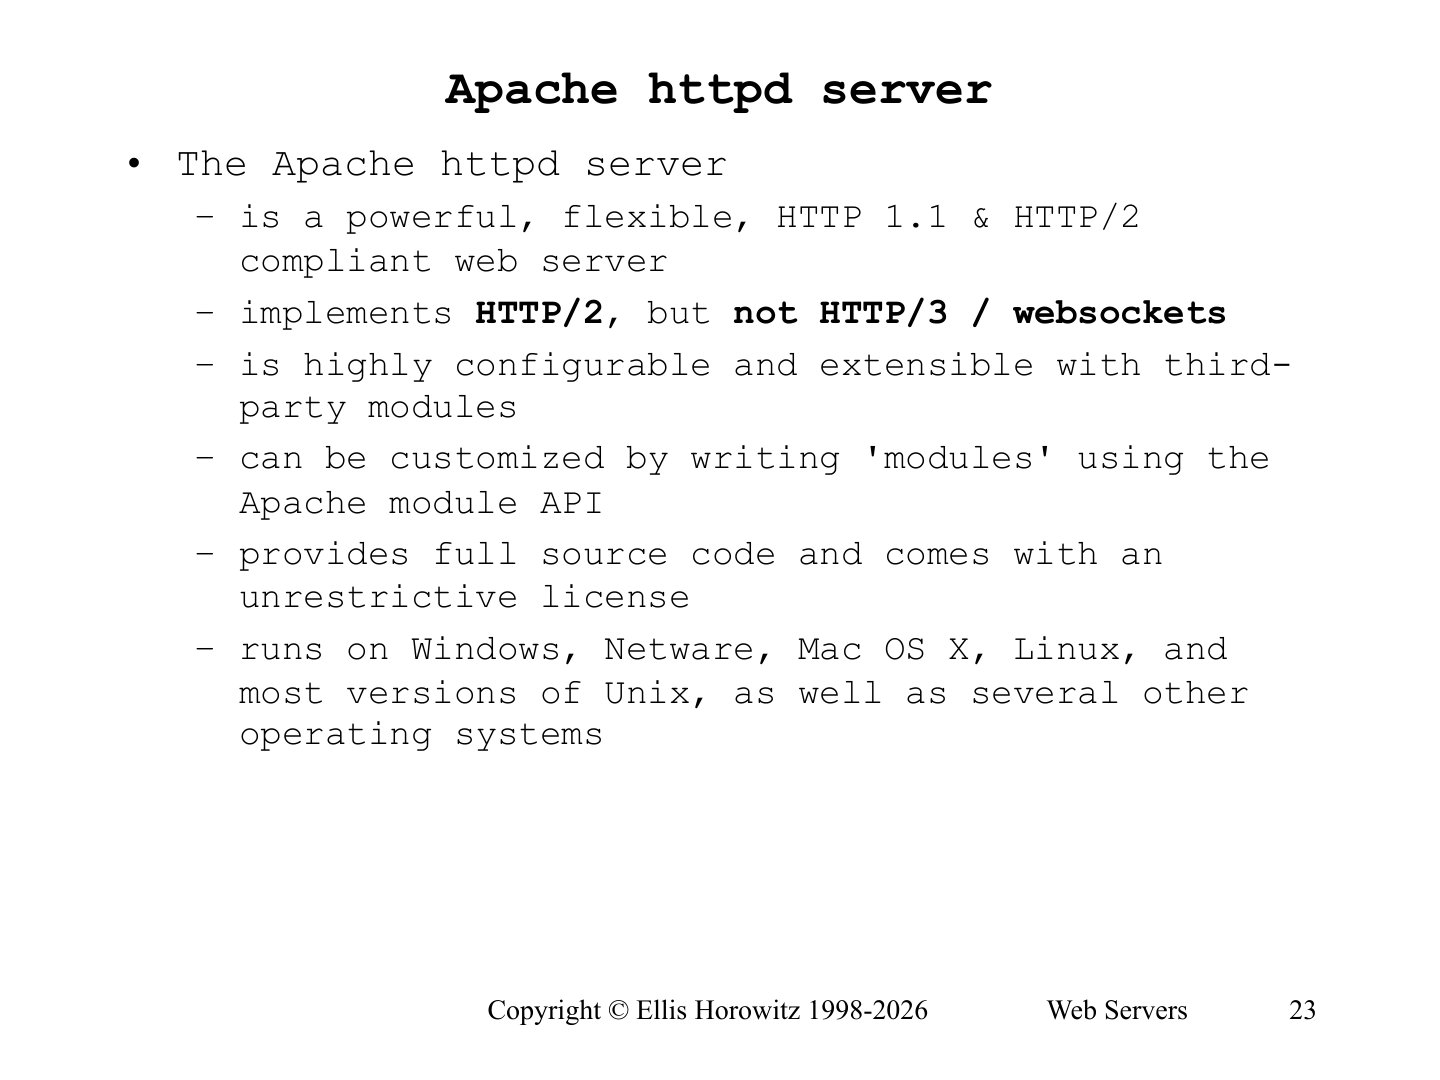 Apache httpd server
• The Apache httpd server
– is a powerful, flexible, HTTP 1.1 & HTTP/2
compliant web server
– implements HTTP/2, but not HTTP/3 / websockets
– is highly configurable and extensible with third-
party modules
– can be customized by writing 'modules' using the
Apache module API
– provides full source code and comes with an
unrestrictive license
– runs on Windows, Netware, Mac OS X, Linux, and
most versions of Unix, as well as several other
operating systems
Copyright © Ellis Horowitz 1998-2026 Web Servers 23